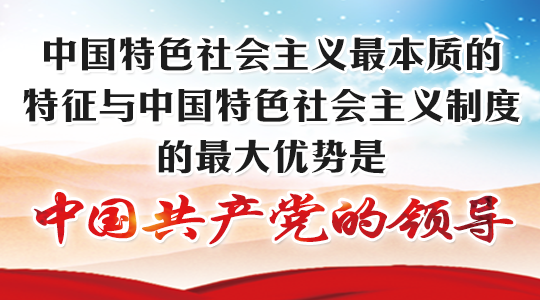 中国特色社会主义最本质的
特征与中国特色社会主义制度
的最大优势是
中国共产党的领导